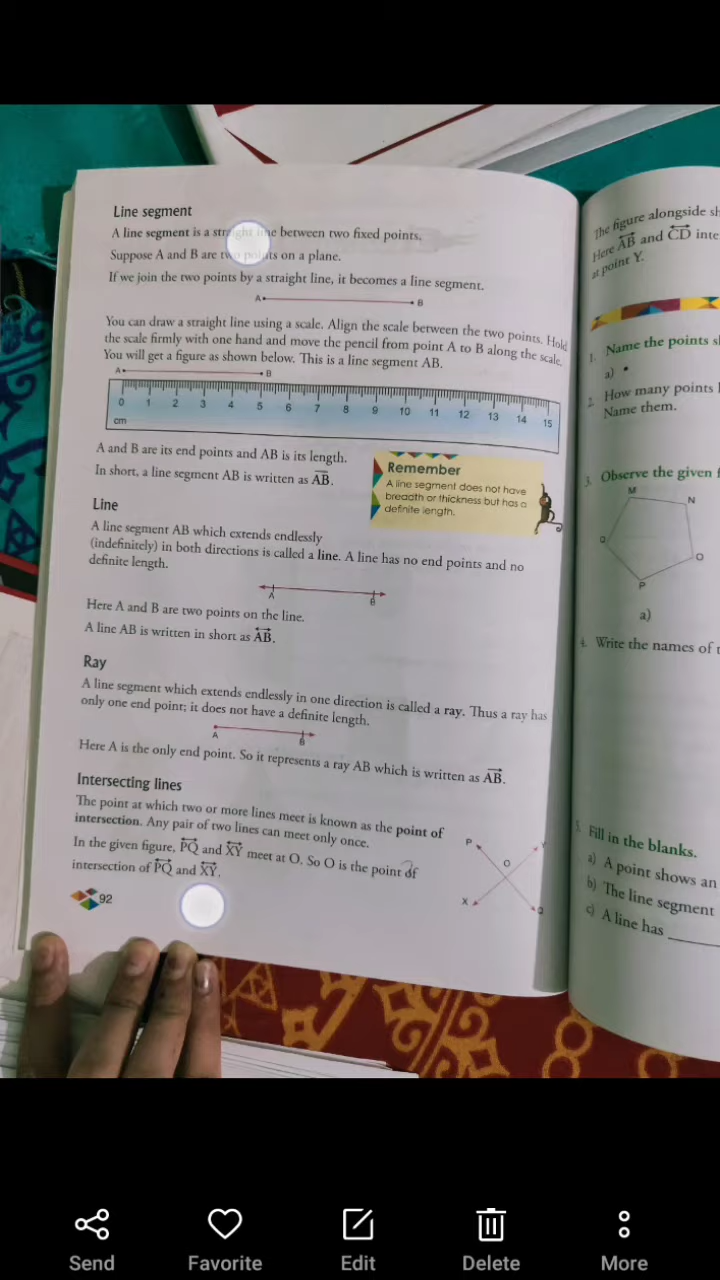 Line segment
A line segment is a straight line between two fixed points.
Suppose A and B are two points on a plane.
If we join the two points by a straight line, it becomes a line segment.
A B
You can draw a straight line using a scale. Align the scale between the two points. Hold
the scale firmly with one hand and move the pencil from point A to B along the scale.
You will get a figure as shown below. This is a line segment AB.
A B
0 1 2 3 4 5 6 7 8 9 10 11 12 13 14 15
cm
A and B are its end points and AB is its length.
In short, a line segment AB is written as A̅B̅.
Remember
A line segment does not have
breadth or thickness but has a
definite length.
Line
A line segment AB which extends endlessly
(indefinitely) in both directions is called a line. A line has no end points and no
definite length.
A B
Here A and B are two points on the line.
A line AB is written in short as A⃡B.
Ray
A line segment which extends endlessly in one direction is called a ray. Thus a ray has
only one end point; it does not have a definite length.
A B
Here A is the only end point. So it represents a ray AB which is written as A⃗B.
Intersecting lines
The point at which two or more lines meet is known as the point of
intersection. Any pair of two lines can meet only once.
In the given figure, P⃡Q and X⃡Y meet at O. So O is the point of
intersection of P⃡Q and X⃡Y.
P Y
O
X Q
92
The figure alongside
Here A⃡B and C⃡D
at point Y.
1. Name the points
a)
2. How many points
Name them.
3. Observe the given
M N
Q O
P
a)
4. Write the names of
5. Fill in the blanks.
a) A point shows an
b) The line segment
c) A line has
Send Favorite Edit Delete More